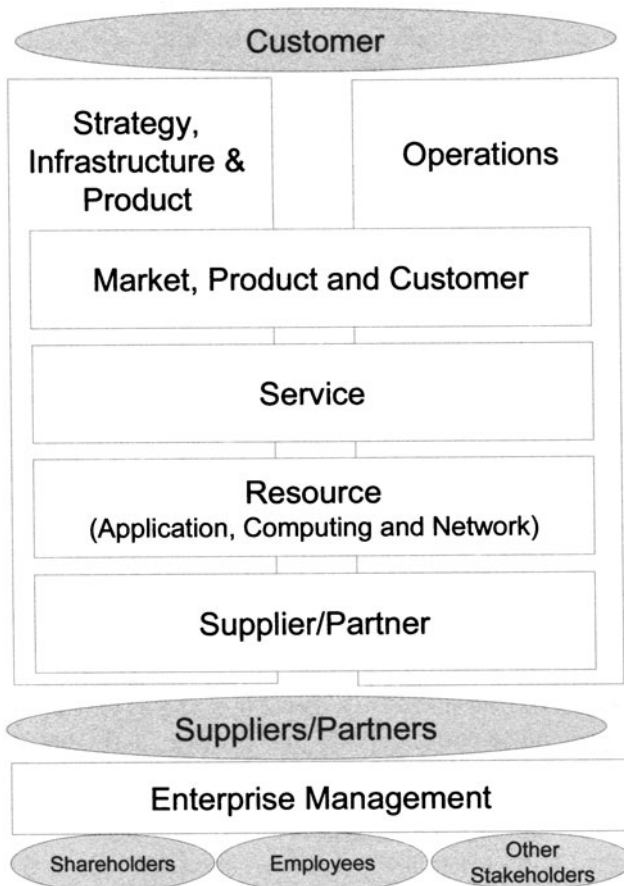 Customer
Strategy,
Infrastructure &
Product
Operations
Market, Product and Customer
Service
Resource
(Application, Computing and Network)
Supplier/Partner
Suppliers/Partners
Enterprise Management
Shareholders
Employees
Other
Stakeholders